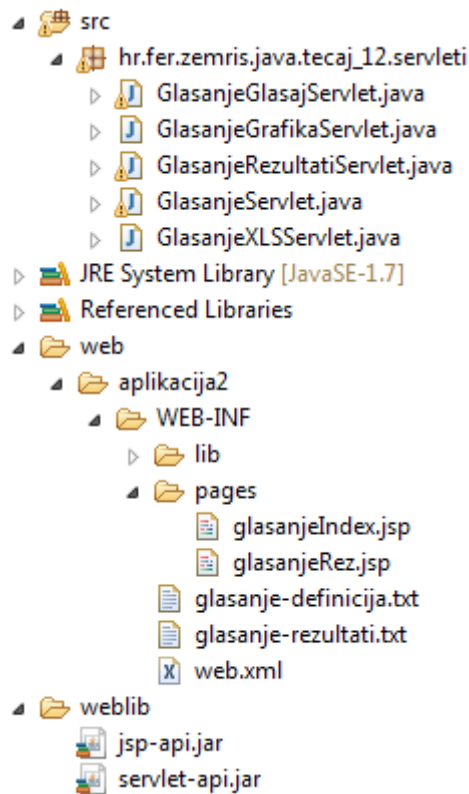 src
hr.fer.zemris.java.tecaj_12.servleti
GlasanjeGlasajServlet.java
GlasanjeGrafikaServlet.java
GlasanjeRezultatiServlet.java
GlasanjeServlet.java
GlasanjeXLSServlet.java
JRE System Library [JavaSE-1.7]
Referenced Libraries
web
aplikacija2
WEB-INF
lib
pages
glasanjeIndex.jsp
glasanjeRez.jsp
glasanje-definicija.txt
glasanje-rezultati.txt
web.xml
weblib
jsp-api.jar
servlet-api.jar